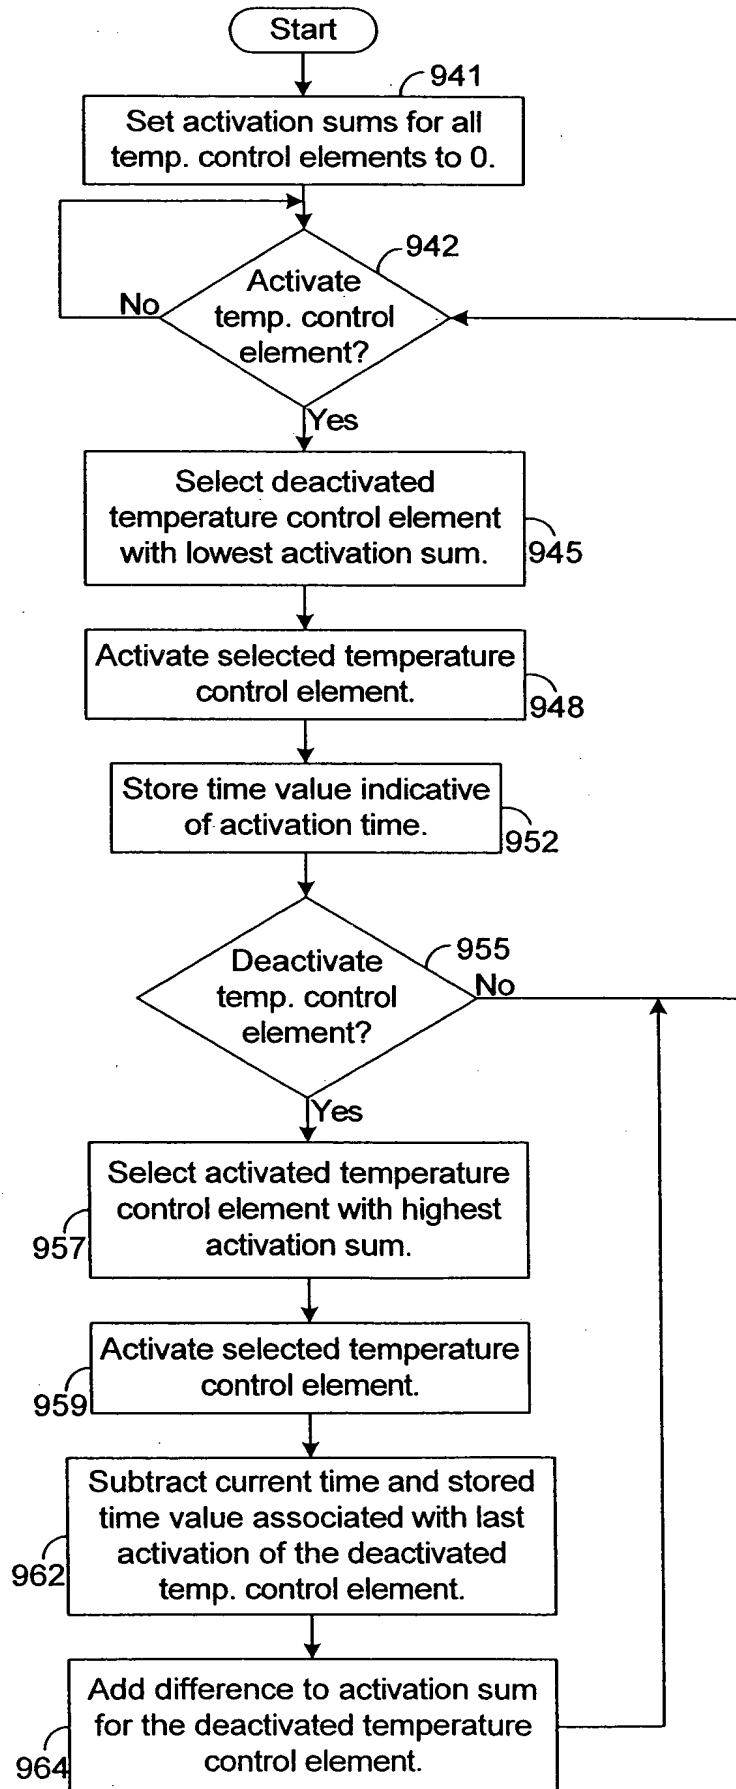 Start
941
Set activation sums for all
temp. control elements to 0.
942
Activate
temp. control
element?
No
Yes
Select deactivated
temperature control element
with lowest activation sum.
945
Activate selected temperature
control element.
948
Store time value indicative
of activation time.
952
955
Deactivate
temp. control
element?
No
Yes
Select activated temperature
control element with highest
activation sum.
957
Activate selected temperature
control element.
959
Subtract current time and stored
time value associated with last
activation of the deactivated
temp. control element.
962
Add difference to activation sum
for the deactivated temperature
control element.
964